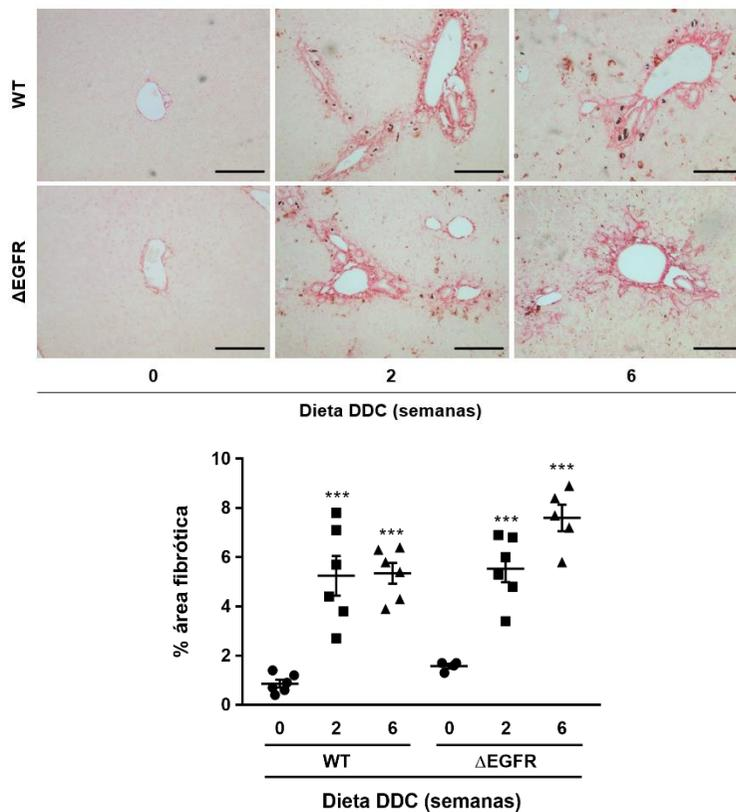 WT
ΔEGFR
0 2 6
Dieta DDC (semanas)
% área fibrótica
10
8
6
4
2
0
*** *** *** ***
0 2 6 0 2 6
WT ΔEGFR
Dieta DDC (semanas)